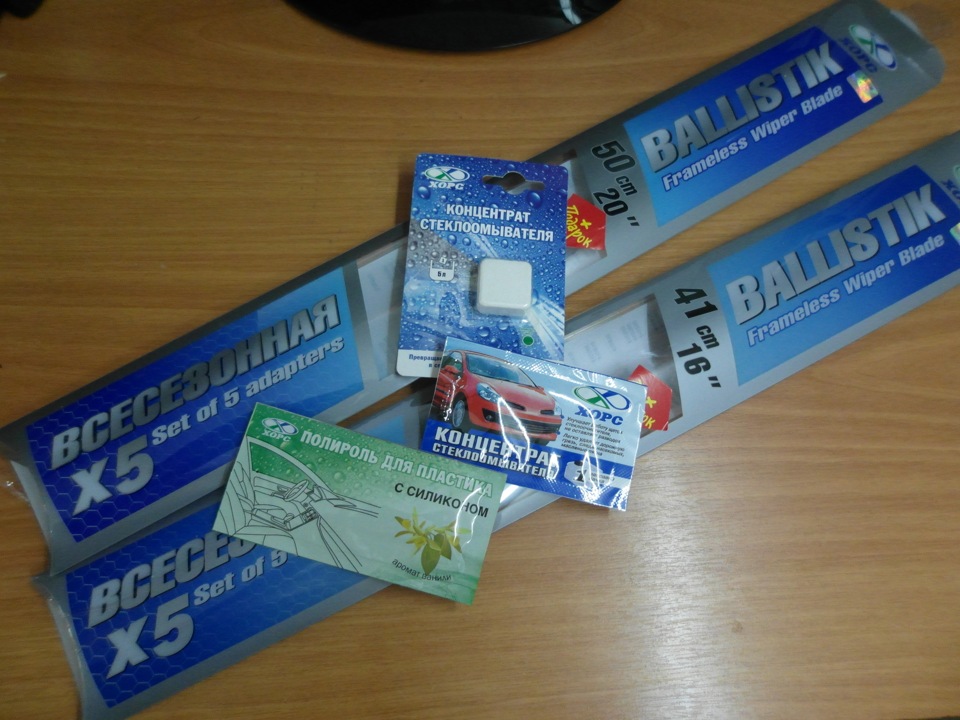 ХОРС
BALLISTIK
Frameless Wiper Blade
50 cm
20"
+
Подарок
ВСЕСЕЗОННАЯ
x5 Set of 5 adapters
ХОРС
КОНЦЕНТРАТ
СТЕКЛООМЫВАТЕЛЯ
5 л
BALLISTIK
Frameless Wiper Blade
41 cm
16"
+
ХОРС
КОНЦЕНТРАТ
СТЕКЛООМЫВАТЕЛЯ
ХОРС
ПОЛИРОЛЬ ДЛЯ ПЛАСТИКА
С СИЛИКОНОМ
аромат ванили
x5 Set of 5